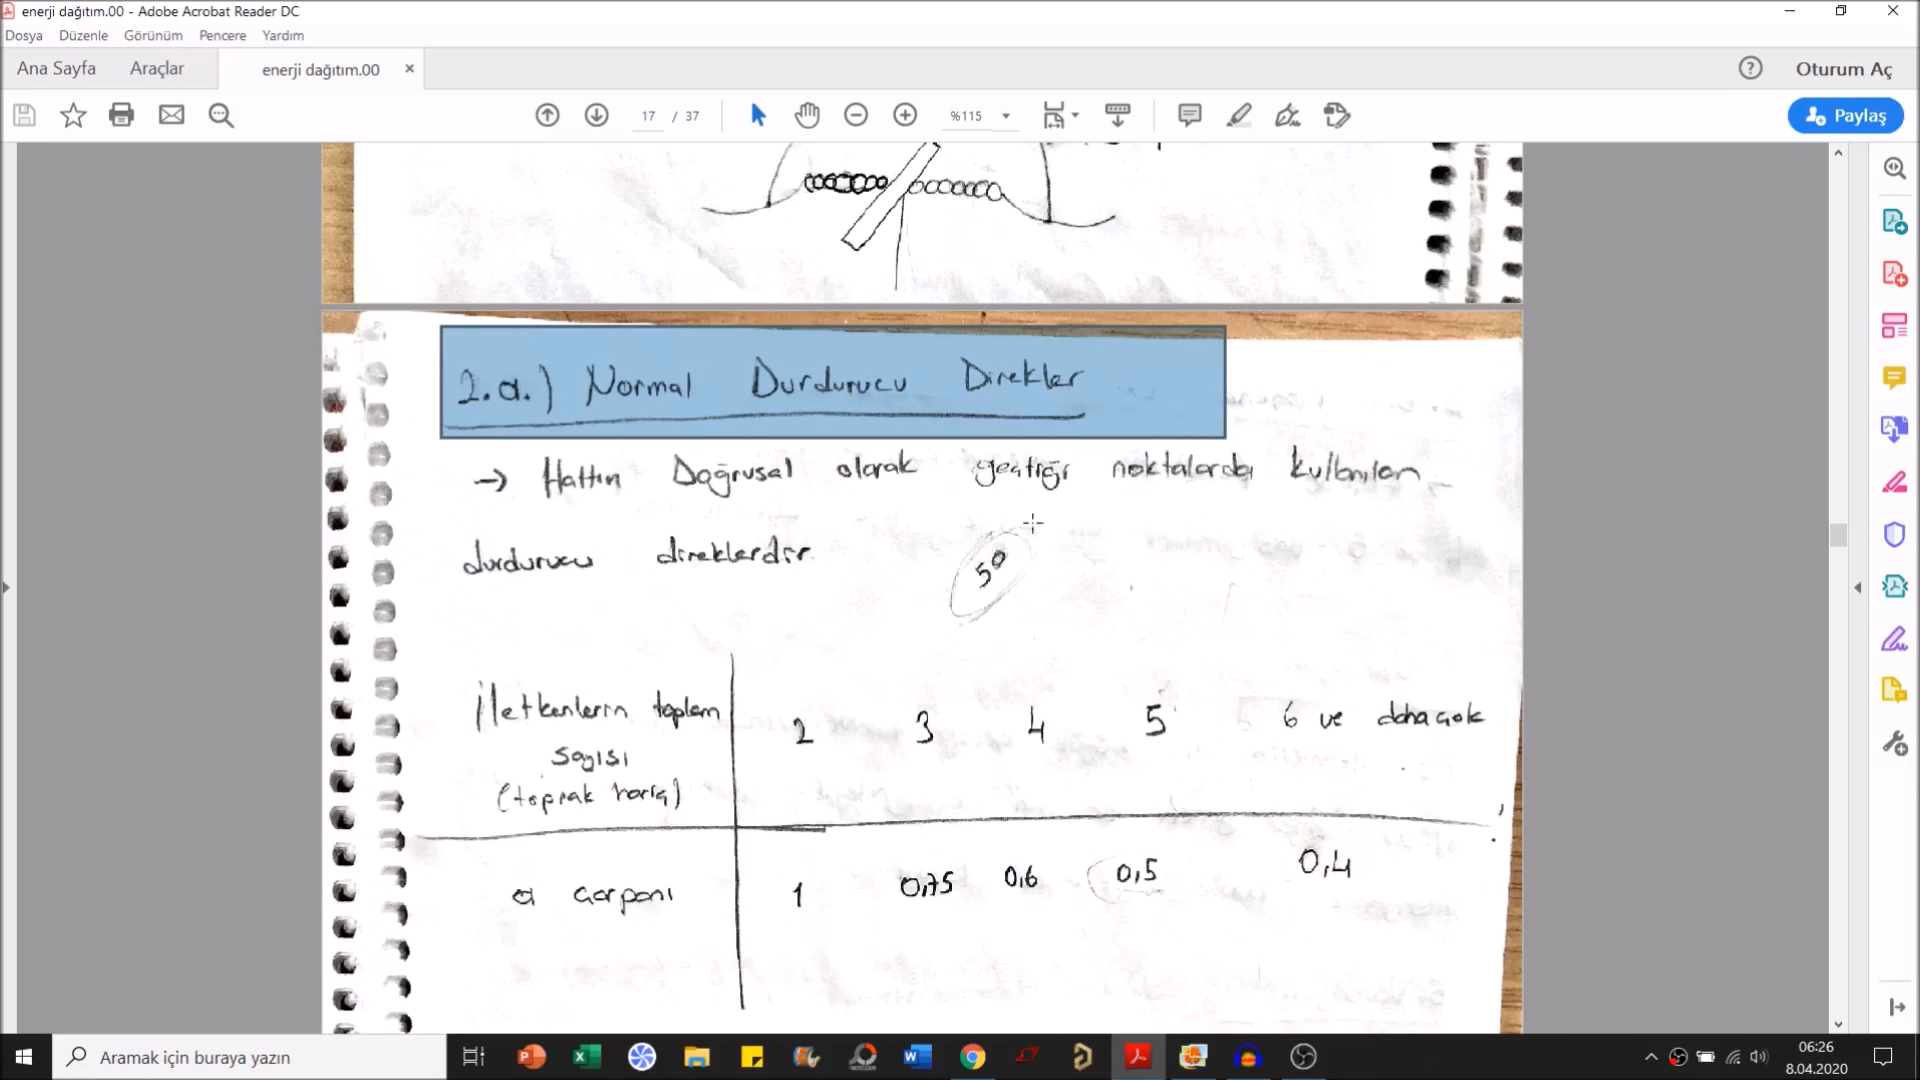 enerji dağıtım.00 - Adobe Acrobat Reader DC
Dosya Düzenle Görünüm Pencere Yardım
Ana Sayfa Araçlar enerji dağıtım.00 × Oturum Aç
17 / 37 %115 Paylaş
2.a.) Normal Durdurucu Direkler
→ Hattın Doğrusal olarak geçtiği noktalarda kullanılan
durdurucu direklerdir
5°
İletkenlerin toplam 2 3 4 5 6 ve daha çok
sayısı
(toprak hariç)
a çarpanı 1 0,75 0,6 0,5 0,4
Aramak için buraya yazın
06:26
8.04.2020